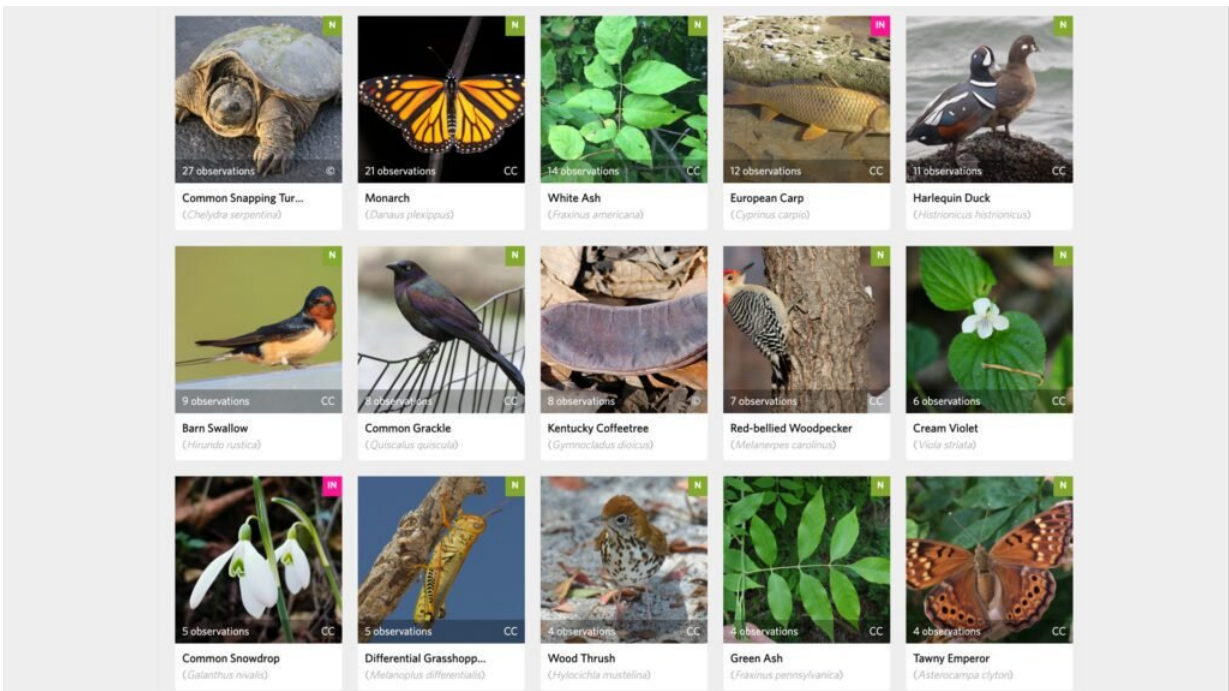 N
27 observations ©
Common Snapping Tur...
(Chelydra serpentina)
N
21 observations CC
Monarch
(Danaus plexippus)
N
14 observations CC
White Ash
(Fraxinus americana)
IN
12 observations CC
European Carp
(Cyprinus carpio)
N
11 observations CC
Harlequin Duck
(Histrionicus histrionicus)
N
9 observations CC
Barn Swallow
(Hirundo rustica)
N
8 observations CC
Common Grackle
(Quiscalus quiscula)
8 observations ©
Kentucky Coffeetree
(Gymnocladus dioicus)
N
7 observations CC
Red-bellied Woodpecker
(Melanerpes carolinus)
N
6 observations CC
Cream Violet
(Viola striata)
IN
5 observations CC
Common Snowdrop
(Galanthus nivalis)
N
5 observations CC
Differential Grasshopp...
(Melanoplus differentialis)
N
4 observations CC
Wood Thrush
(Hylocichla mustelina)
N
4 observations CC
Green Ash
(Fraxinus pennsylvanica)
N
4 observations CC
Tawny Emperor
(Asterocampa clyton)